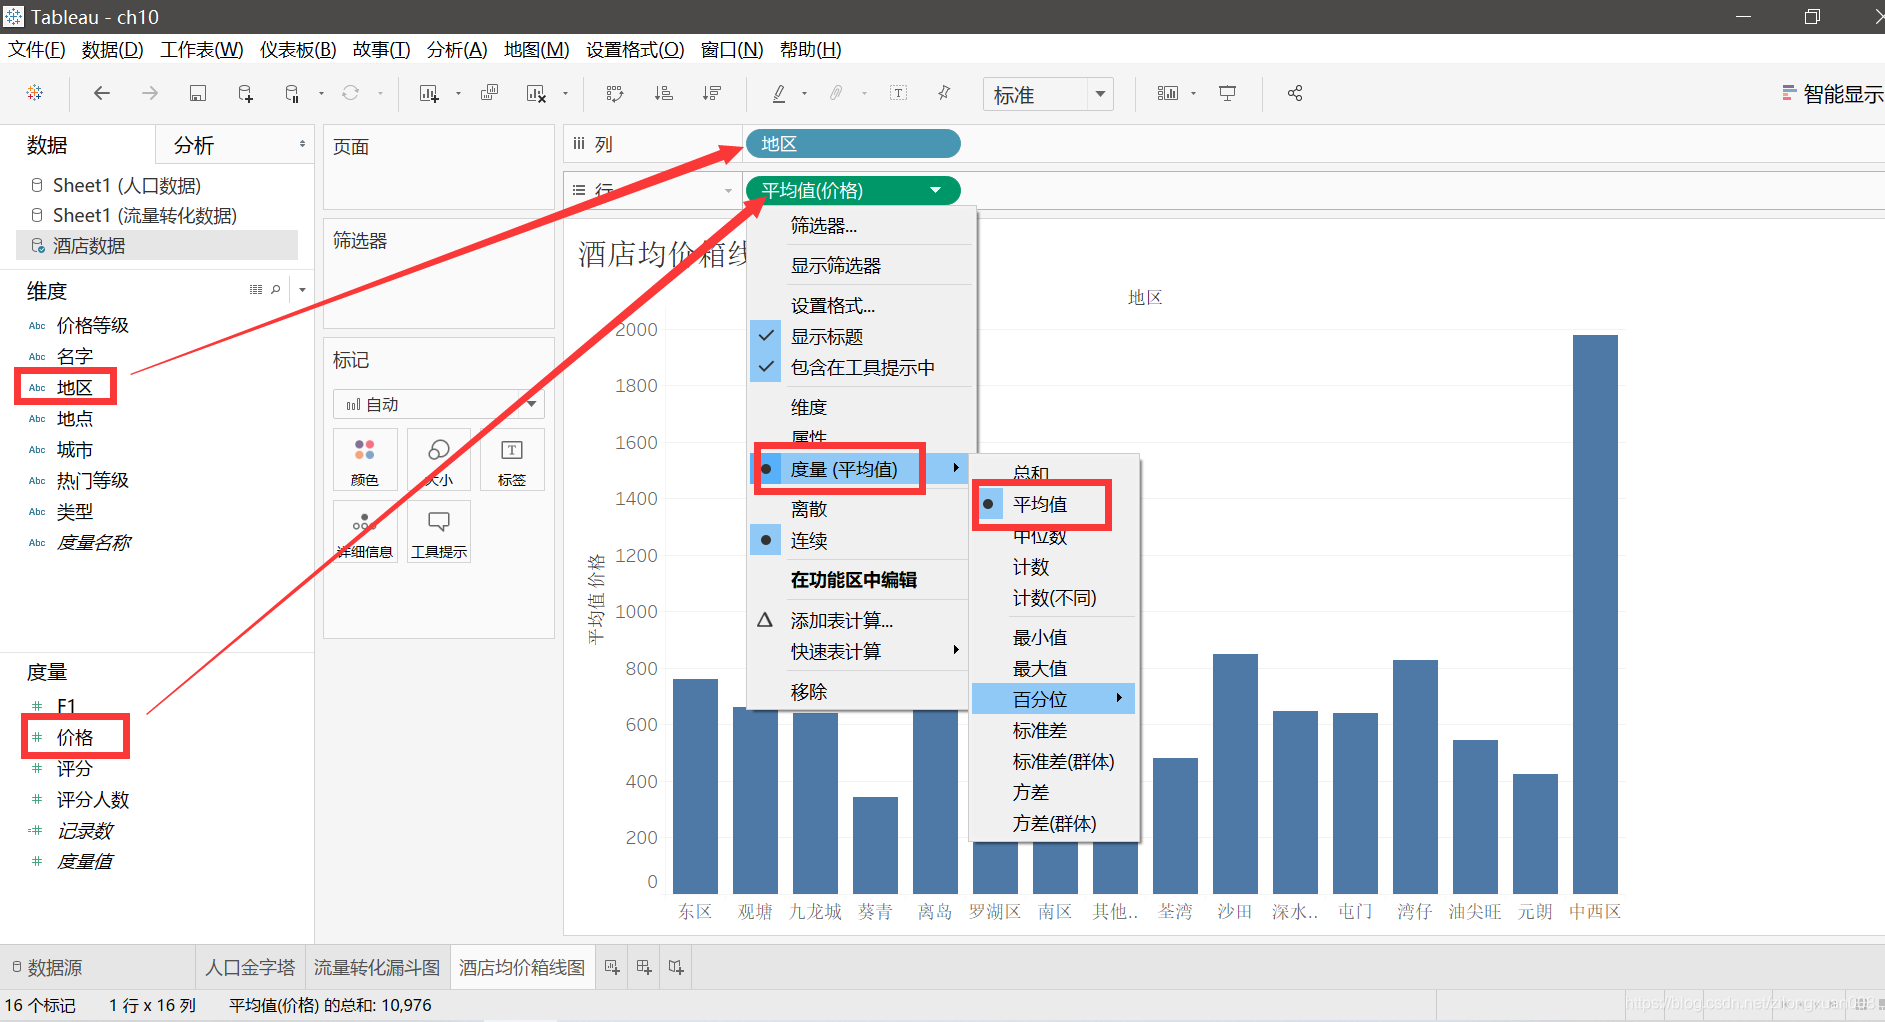 Tableau - ch10
文件(F) 数据(D) 工作表(W) 仪表板(B) 故事(T) 分析(A) 地图(M) 设置格式(O) 窗口(N) 帮助(H)
标准
智能显示
数据
分析
Sheet1 (人口数据)
Sheet1 (流量转化数据)
酒店数据
维度
Abc 价格等级
Abc 名字
Abc 地区
Abc 地点
Abc 城市
Abc 热门等级
Abc 类型
Abc 度量名称
度量
F1
价格
评分
评分人数
记录数
度量值
页面
筛选器
标记
自动
颜色
大小
T
标签
详细信息
工具提示
列
地区
行
平均值(价格)
酒店均价箱线
地区
平均值 价格
2000
1800
1600
1400
1200
1000
800
600
400
200
0
东区 观塘 九龙城 葵青 离岛 罗湖区 南区 其他.. 荃湾 沙田 深水.. 屯门 湾仔 油尖旺 元朗 中西区
筛选器...
显示筛选器
设置格式...
显示标题
包含在工具提示中
维度
属性
度量 (平均值)
离散
连续
在功能区中编辑
添加表计算...
快速表计算
移除
总和
平均值
中位数
计数
计数(不同)
最小值
最大值
百分位
标准差
标准差(群体)
方差
方差(群体)
数据源
人口金字塔
流量转化漏斗图
酒店均价箱线图
16 个标记
1 行 x 16 列
平均值(价格) 的总和: 10,976